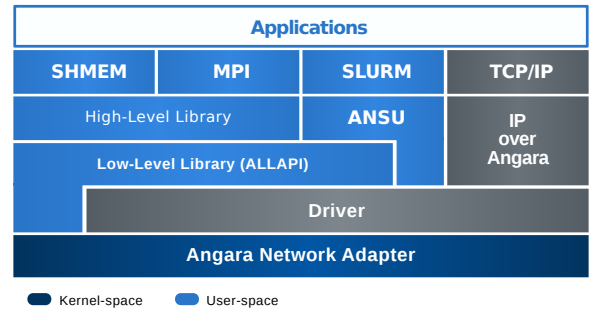 Applications
SHMEM MPI SLURM TCP/IP
High-Level Library ANSU IP
over
Angara
Low-Level Library (ALLAPI)
Driver
Angara Network Adapter
Kernel-space User-space